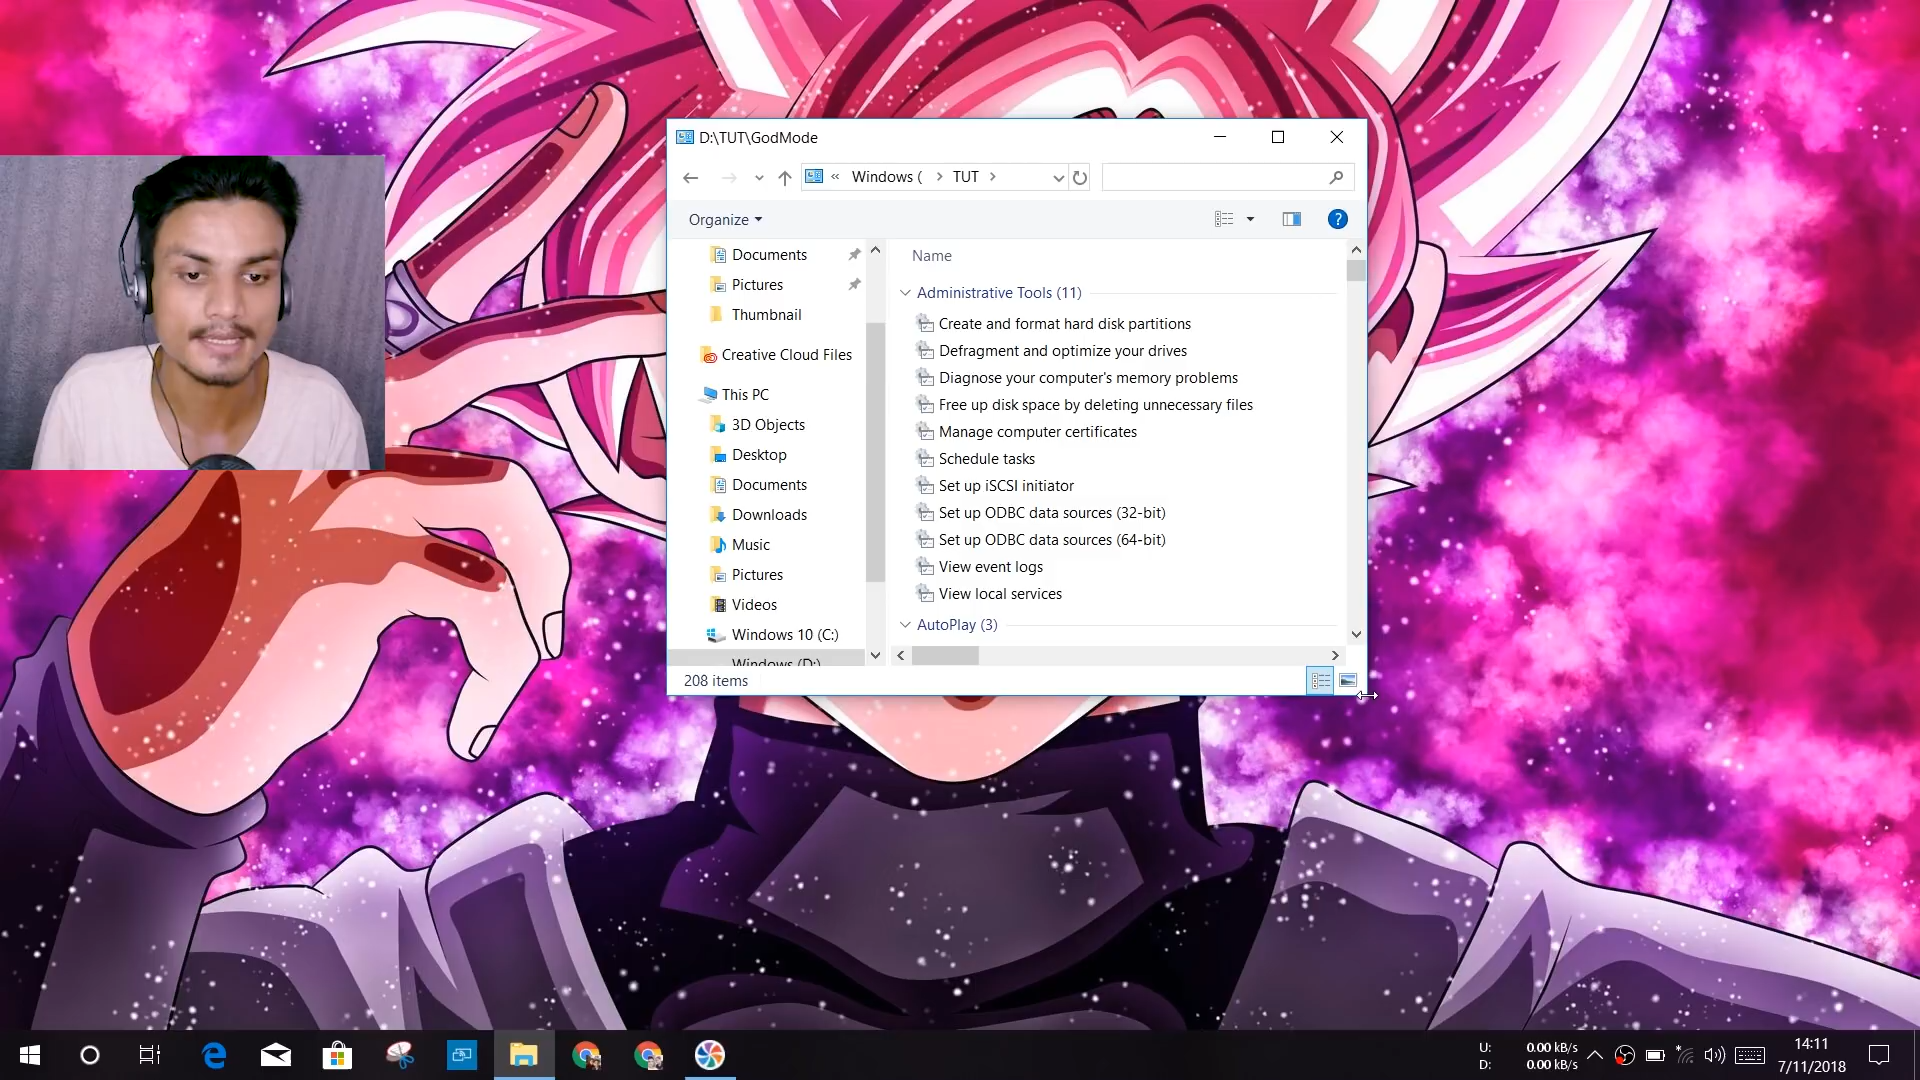 D:\TUT\GodMode
« Windows ( > TUT >
Organize
Documents
Pictures
Thumbnail
Creative Cloud Files
This PC
3D Objects
Desktop
Documents
Downloads
Music
Pictures
Videos
Windows 10 (C:)
Windows (D:)
Name
Administrative Tools (11)
Create and format hard disk partitions
Defragment and optimize your drives
Diagnose your computer's memory problems
Free up disk space by deleting unnecessary files
Manage computer certificates
Schedule tasks
Set up iSCSI initiator
Set up ODBC data sources (32-bit)
Set up ODBC data sources (64-bit)
View event logs
View local services
AutoPlay (3)
208 items
U: 0.00 kB/s
D: 0.00 kB/s
14:11
7/11/2018